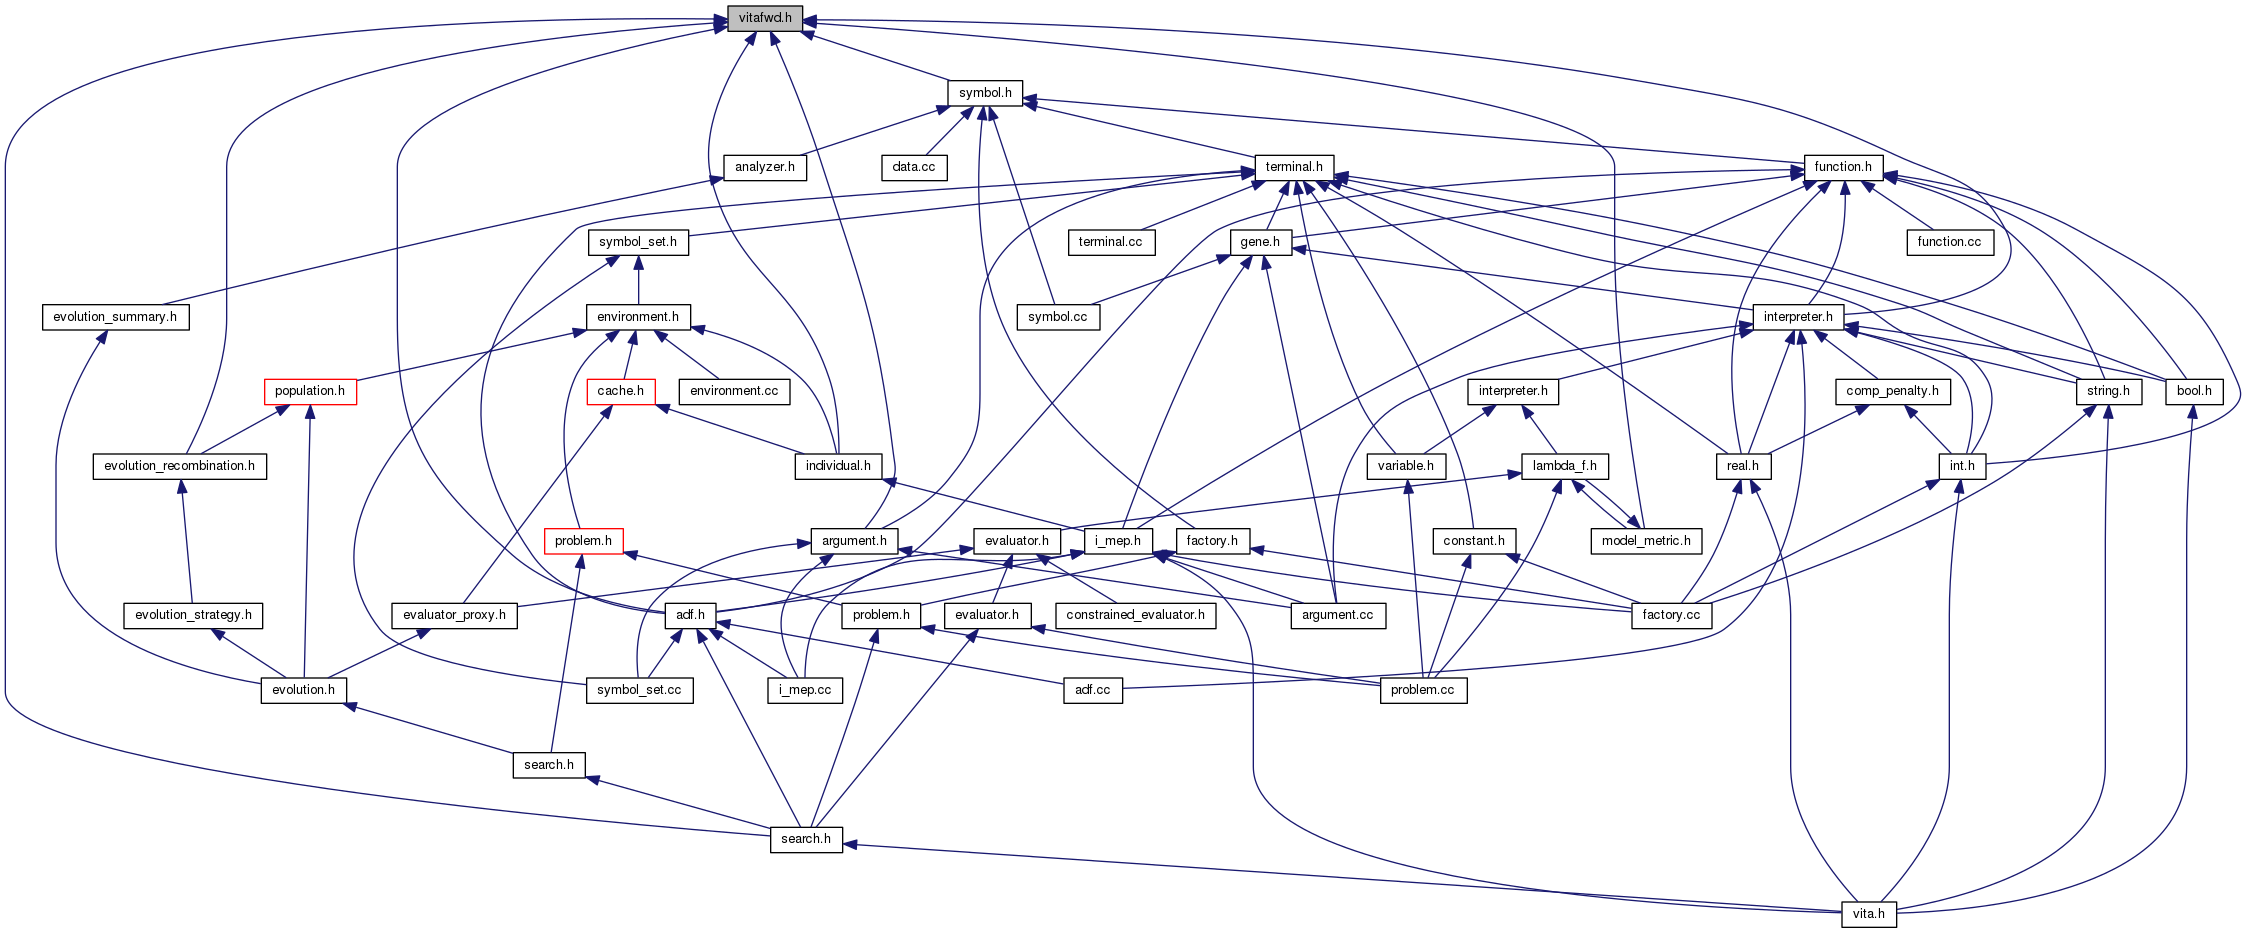 vitafwd.h
symbol.h
analyzer.h
data.cc
terminal.h
function.h
symbol_set.h
terminal.cc
gene.h
function.cc
evolution_summary.h
environment.h
symbol.cc
interpreter.h
population.h
cache.h
environment.cc
interpreter.h
comp_penalty.h
string.h
bool.h
evolution_recombination.h
individual.h
variable.h
lambda_f.h
real.h
int.h
problem.h
argument.h
evaluator.h
i_mep.h
factory.h
constant.h
model_metric.h
evolution_strategy.h
evaluator_proxy.h
adf.h
problem.h
evaluator.h
constrained_evaluator.h
argument.cc
factory.cc
evolution.h
symbol_set.cc
i_mep.cc
adf.cc
problem.cc
search.h
search.h
vita.h